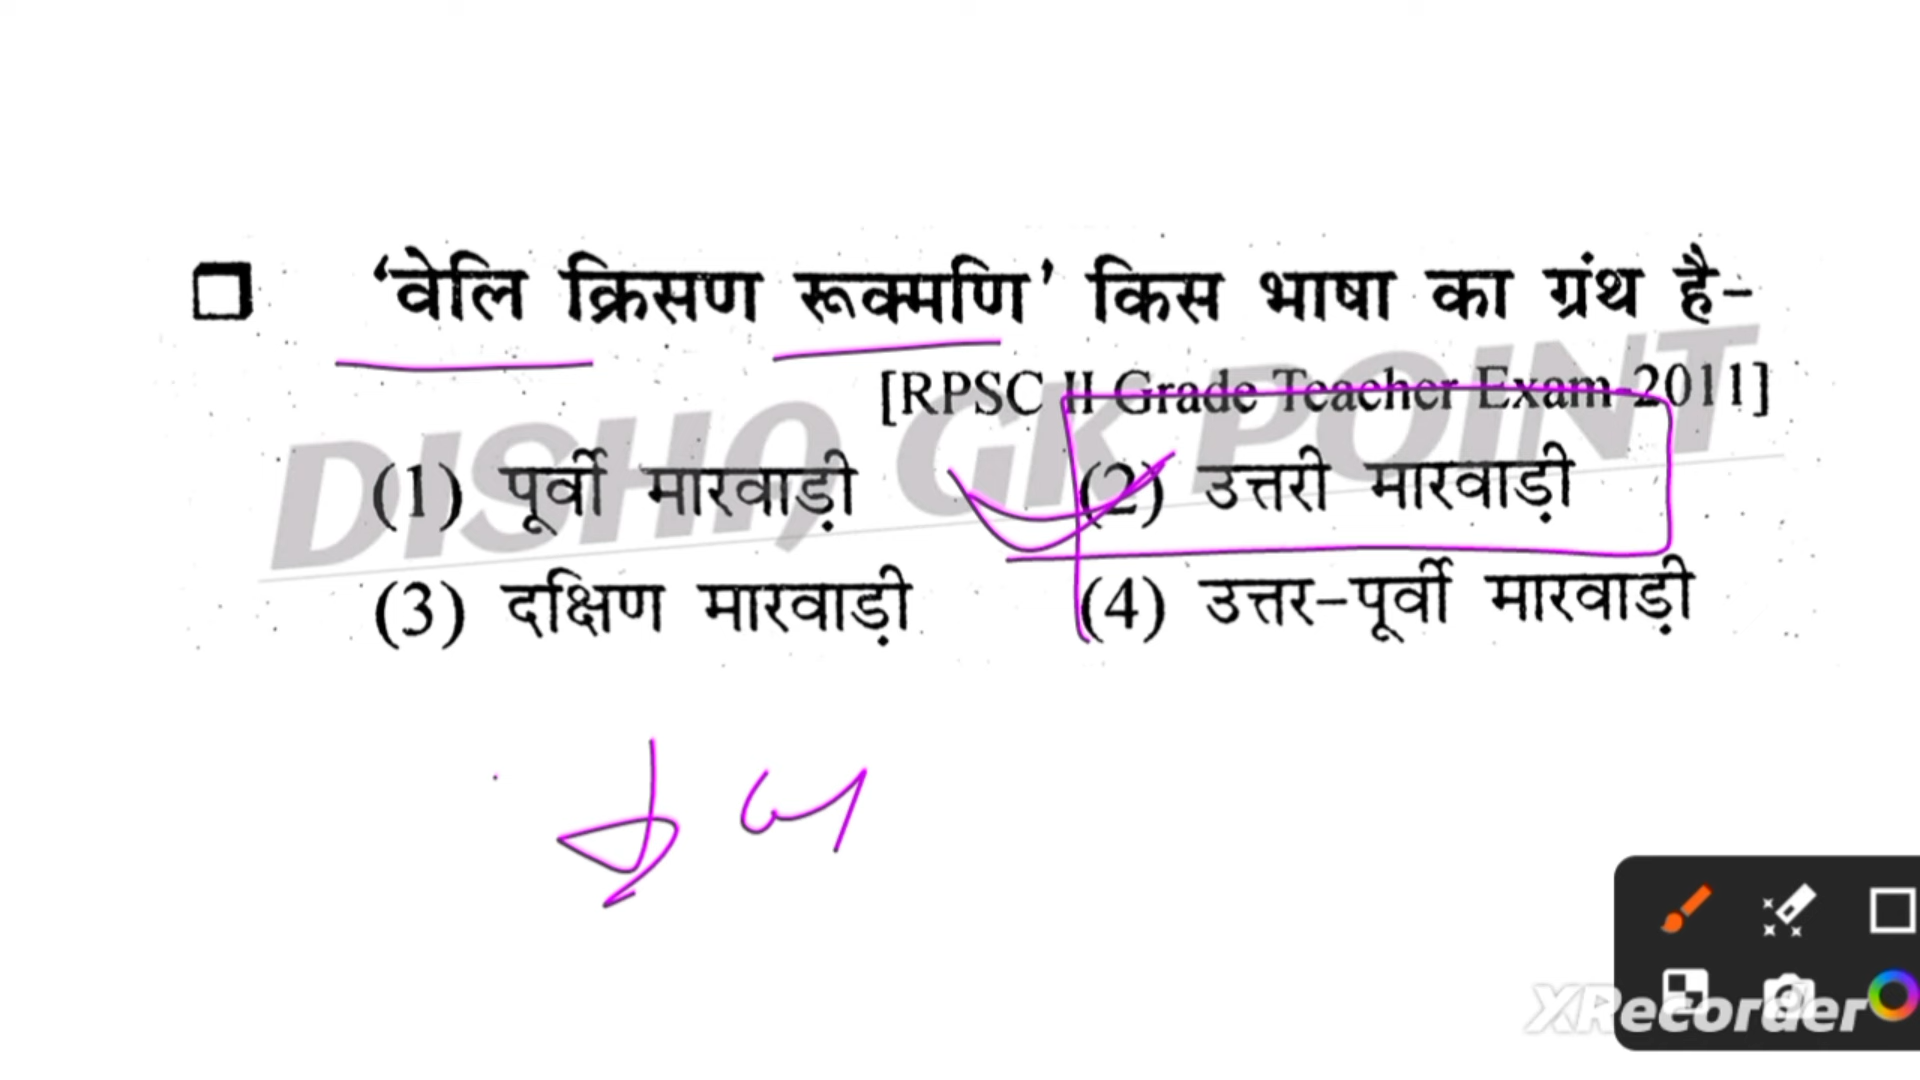 ‘वेलि क्रिसण रूक्मणि’ किस भाषा का ग्रंथ है-
[RPSC II Grade Teacher Exam-2011]
DISHA GK POINT
(1) पूर्वी मारवाड़ी (2) उत्तरी मारवाड़ी
(3) दक्षिण मारवाड़ी (4) उत्तर-पूर्वी मारवाड़ी
XRecorder